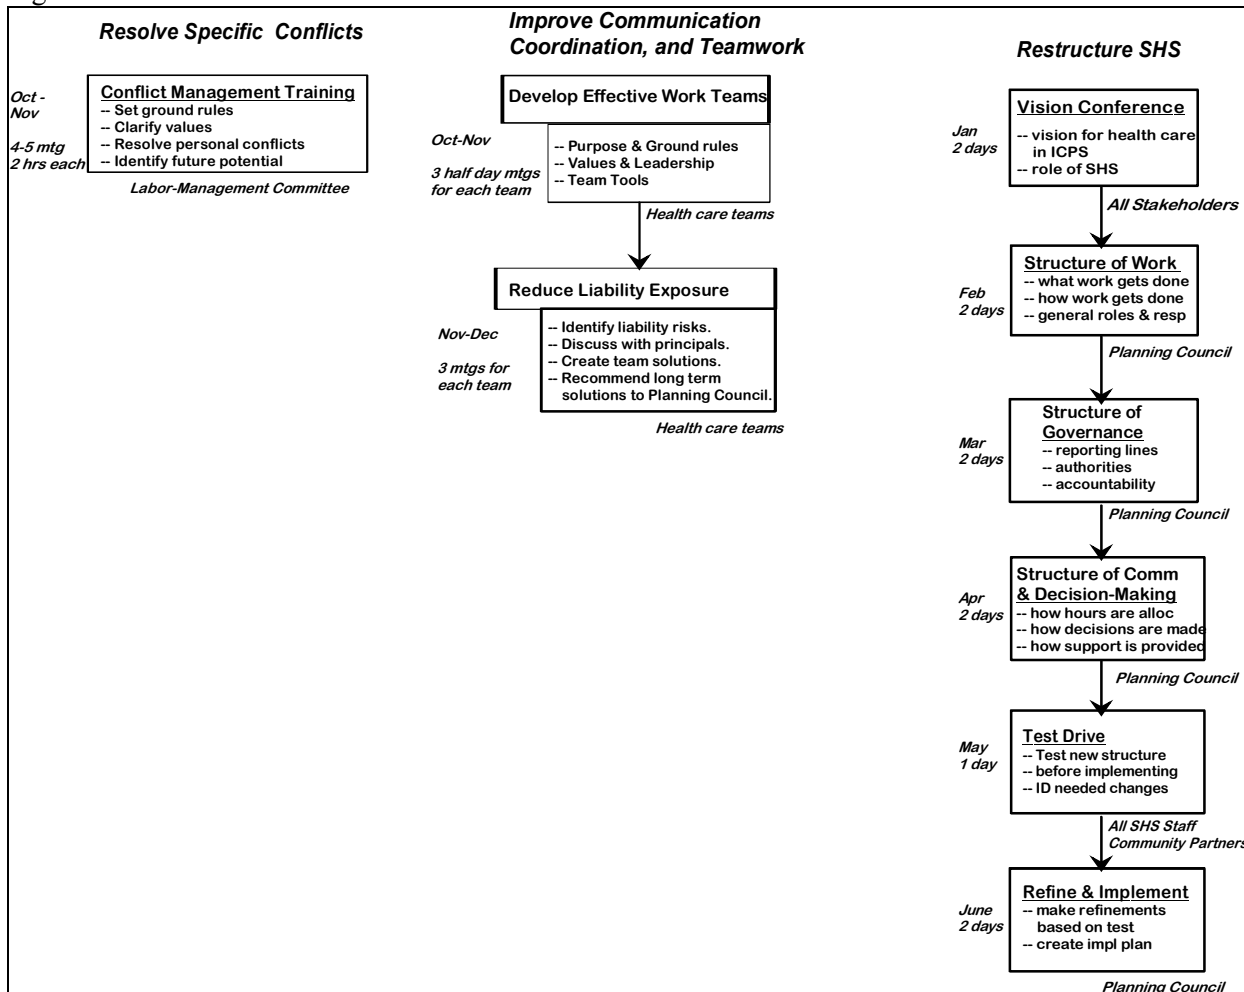 Resolve Specific Conflicts
Oct -
Nov
4-5 mtg
2 hrs each
Conflict Management Training
-- Set ground rules
-- Clarify values
-- Resolve personal conflicts
-- Identify future potential
Labor-Management Committee
Improve Communication
Coordination, and Teamwork
Develop Effective Work Teams
Oct-Nov
3 half day mtgs
for each team
-- Purpose & Ground rules
-- Values & Leadership
-- Team Tools
Health care teams
Reduce Liability Exposure
Nov-Dec
3 mtgs for
each team
-- Identify liability risks.
-- Discuss with principals.
-- Create team solutions.
-- Recommend long term
solutions to Planning Council.
Health care teams
Restructure SHS
Jan
2 days
Vision Conference
-- vision for health care
in ICPS
-- role of SHS
All Stakeholders
Feb
2 days
Structure of Work
-- what work gets done
-- how work gets done
-- general roles & resp
Planning Council
Mar
2 days
Structure of
Governance
-- reporting lines
-- authorities
-- accountability
Planning Council
Apr
2 days
Structure of Comm
& Decision-Making
-- how hours are alloc
-- how decisions are made
-- how support is provided
Planning Council
May
1 day
Test Drive
-- Test new structure
-- before implementing
-- ID needed changes
All SHS Staff
Community Partners
June
2 days
Refine & Implement
-- make refinements
based on test
-- create impl plan
Planning Council